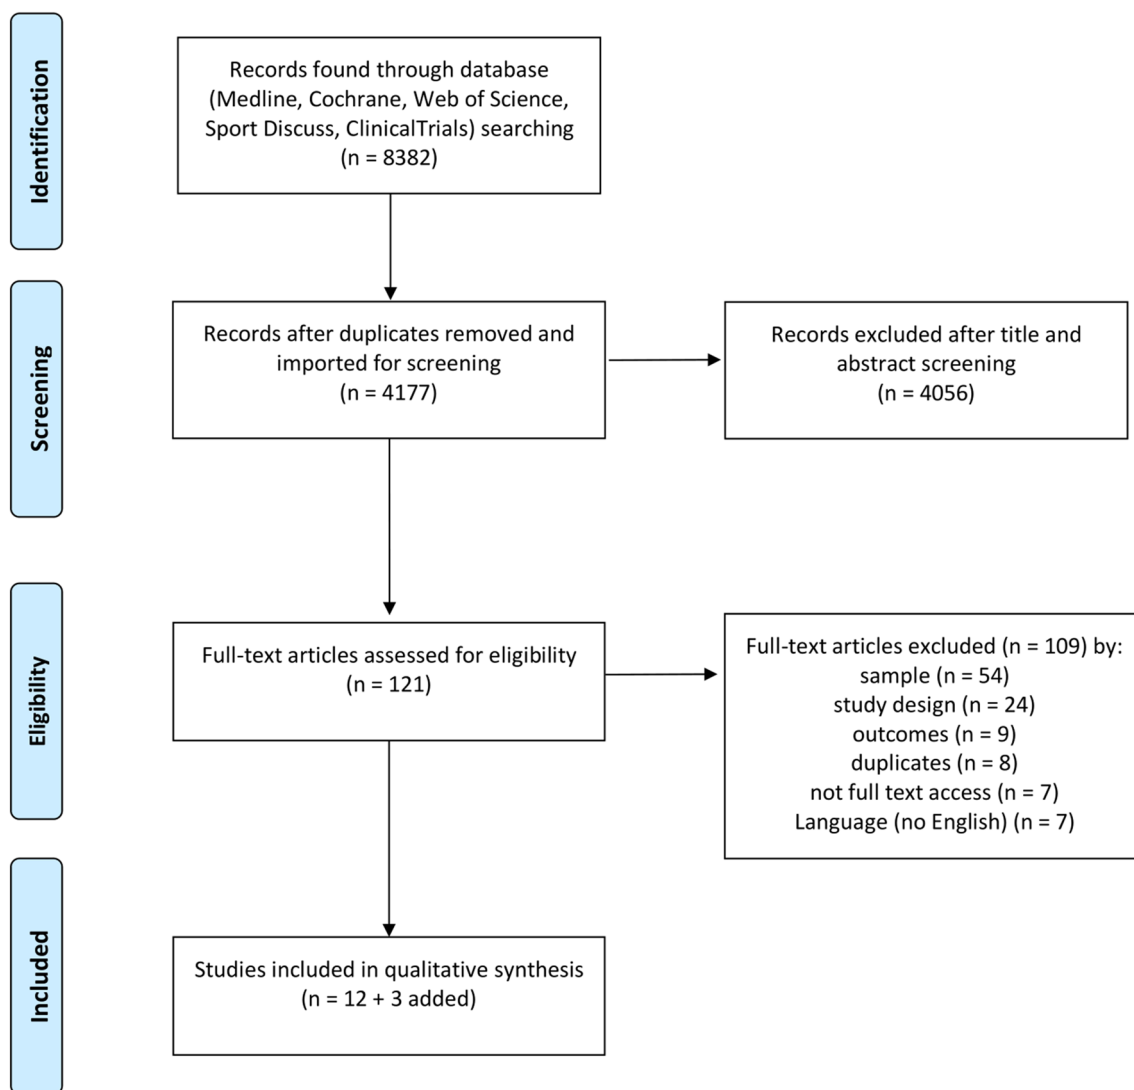 Identification
Records found through database
(Medline, Cochrane, Web of Science,
Sport Discuss, ClinicalTrials) searching
(n = 8382)
Screening
Records after duplicates removed and
imported for screening
(n = 4177)
Records excluded after title and
abstract screening
(n = 4056)
Eligibility
Full-text articles assessed for eligibility
(n = 121)
Full-text articles excluded (n = 109) by:
sample (n = 54)
study design (n = 24)
outcomes (n = 9)
duplicates (n = 8)
not full text access (n = 7)
Language (no English) (n = 7)
Included
Studies included in qualitative synthesis
(n = 12 + 3 added)